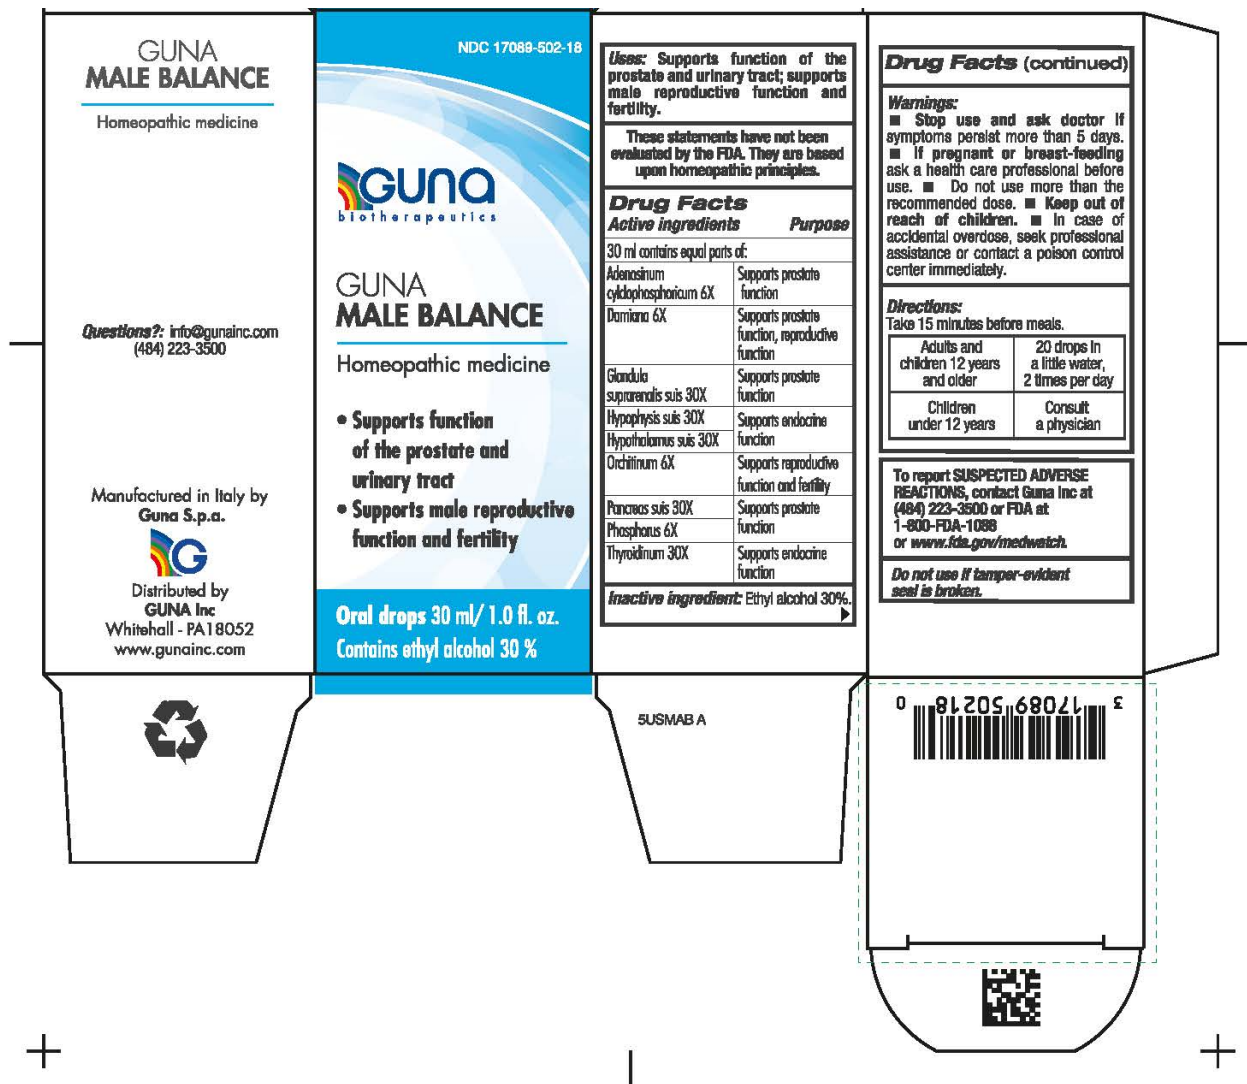 GUNA
MALE BALANCE
Homeopathic medicine
Questions?: info@gunainc.com
(484) 223-3500
Manufactured in Italy by
Guna S.p.a.
G
Distributed by
GUNA Inc
Whitehall - PA18052
www.gunainc.com
NDC 17089-502-18
GUNA
biotherapeutics
GUNA
MALE BALANCE
Homeopathic medicine
• Supports function
of the prostate and
urinary tract
• Supports male reproductive
function and fertility
Oral drops 30 ml/ 1.0 fl. oz.
Contains ethyl alcohol 30 %
Uses: Supports function of the
prostate and urinary tract; supports
male reproductive function and
fertility.
These statements have not been
evaluated by the FDA. They are based
upon homeopathic principles.
Drug Facts
Active ingredients Purpose
30 ml contains equal parts of:
Adenosinum Supports prostate
cyldophosphoricum 6X function
Damiana 6X Supports prostate
function, reproductive
function
Glandula Supports prostate
suprarenalis suis 30X function
Hypophysis suis 30X Supports endocrine
Hypothalamus suis 30X function
Orchitinum 6X Supports reproductive
function and fertility
Pancreas suis 30X Supports prostate
Phosphorus 6X function
Thyroidinum 30X Supports endocrine
function
Inactive ingredient: Ethyl alcohol 30%.
5USMAB A
Drug Facts (continued)
Warnings:
■ Stop use and ask doctor if
symptoms persist more than 5 days.
■ If pregnant or breast-feeding
ask a health care professional before
use. ■ Do not use more than the
recommended dose. ■ Keep out of
reach of children. ■ In case of
accidental overdose, seek professional
assistance or contact a poison control
center immediately.
Directions:
Take 15 minutes before meals.
Adults and 20 drops in
children 12 years a little water,
and older 2 times per day
Children Consult
under 12 years a physician
To report SUSPECTED ADVERSE
REACTIONS, contact Guna Inc at
(484) 223-3500 or FDA at
1-800-FDA-1088
or www.fda.gov/medwatch.
Do not use if tamper-evident
seal is broken.
3 17089 50218 0